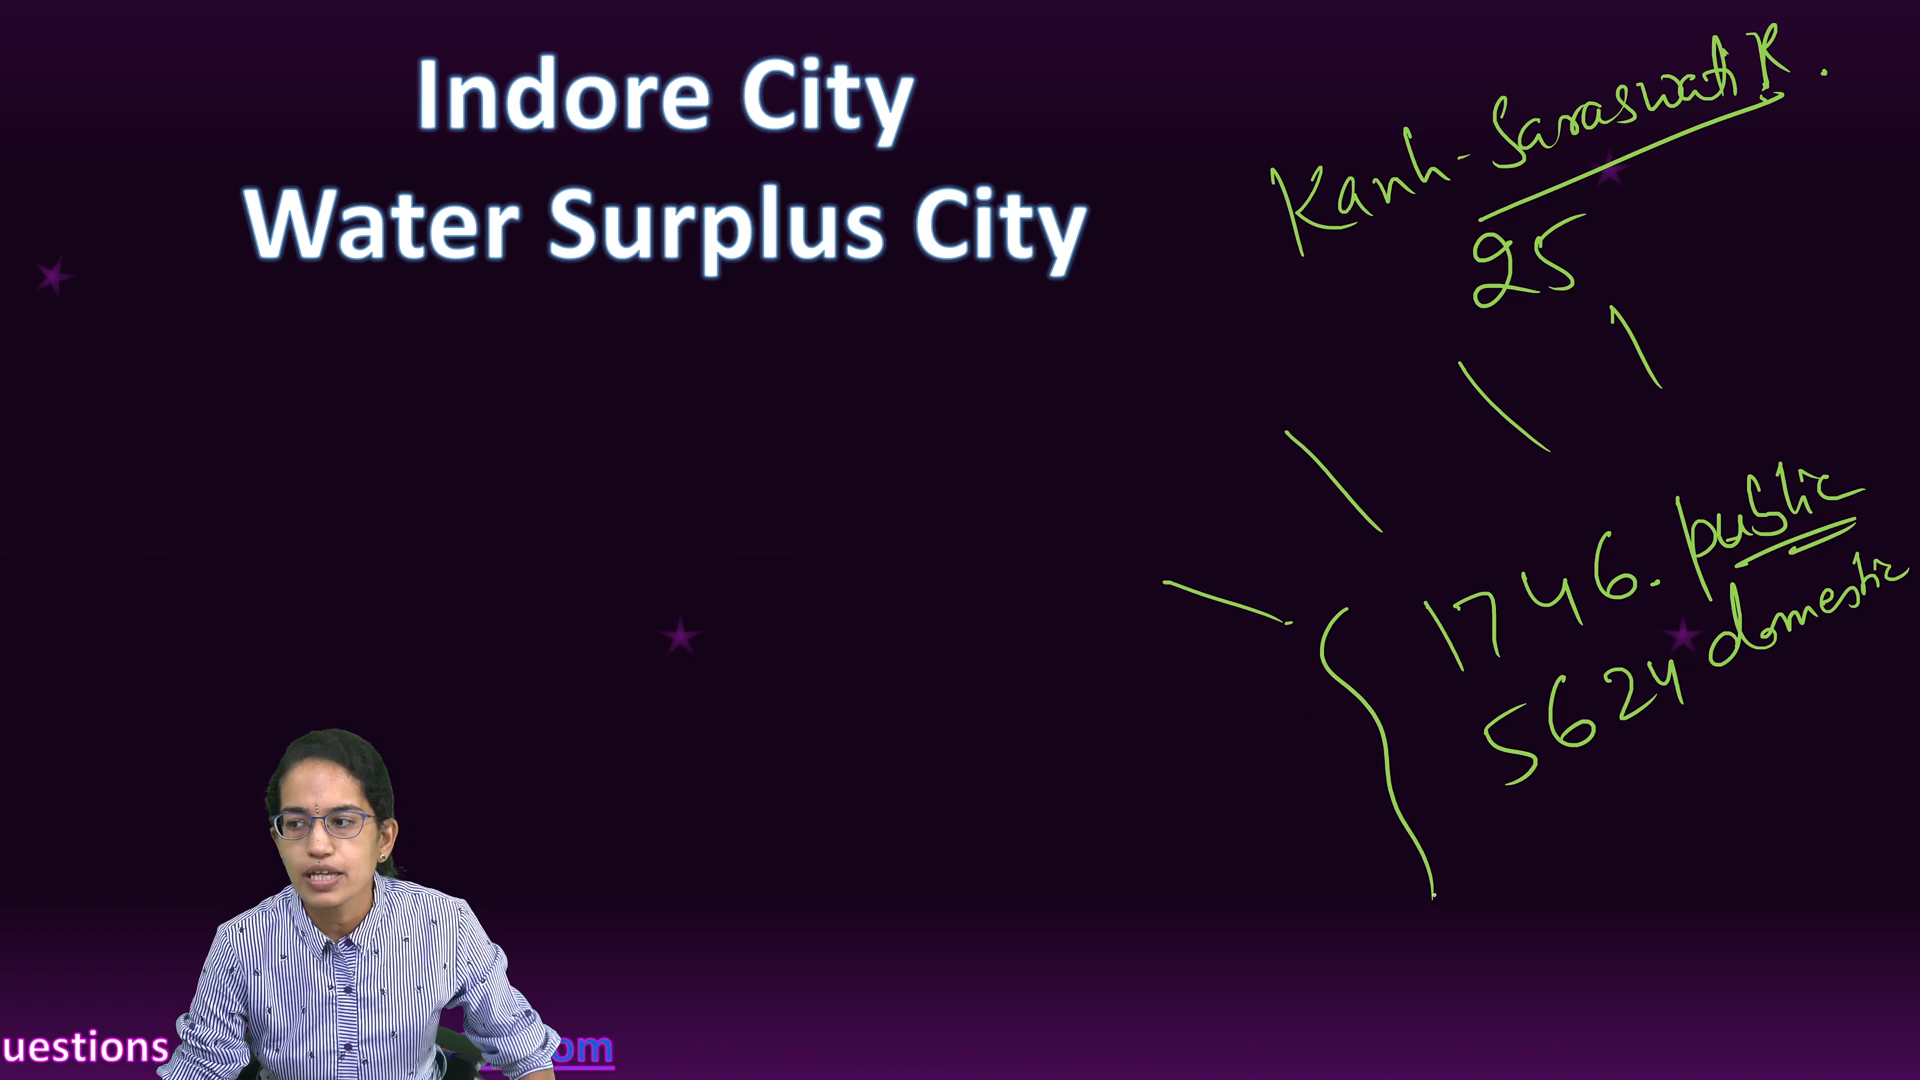 Indore City
Water Surplus City
Kanh-Saraswati R.
25
1746. public
5624 domestic
uestions
om